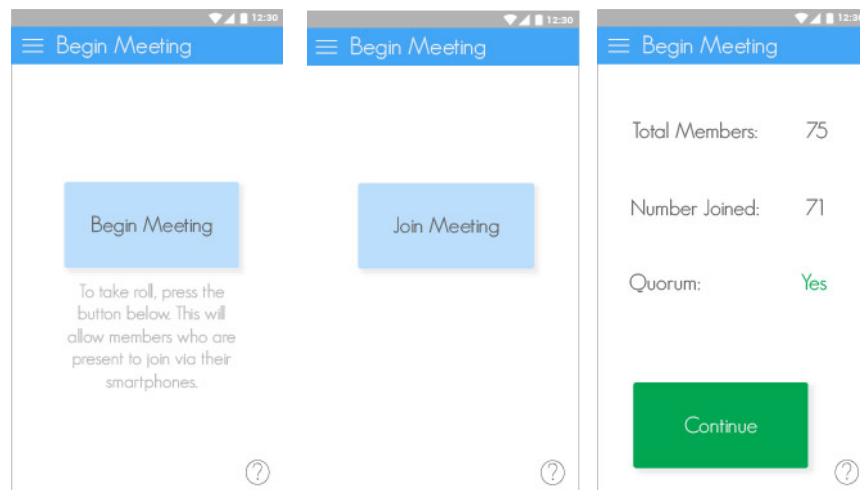 12:30
Begin Meeting
Begin Meeting
To take roll, press the
button below. This will
allow members who are
present to join via their
smartphones.
?
12:30
Begin Meeting
Join Meeting
?
12:30
Begin Meeting
Total Members: 75
Number Joined: 71
Quorum: Yes
Continue
?